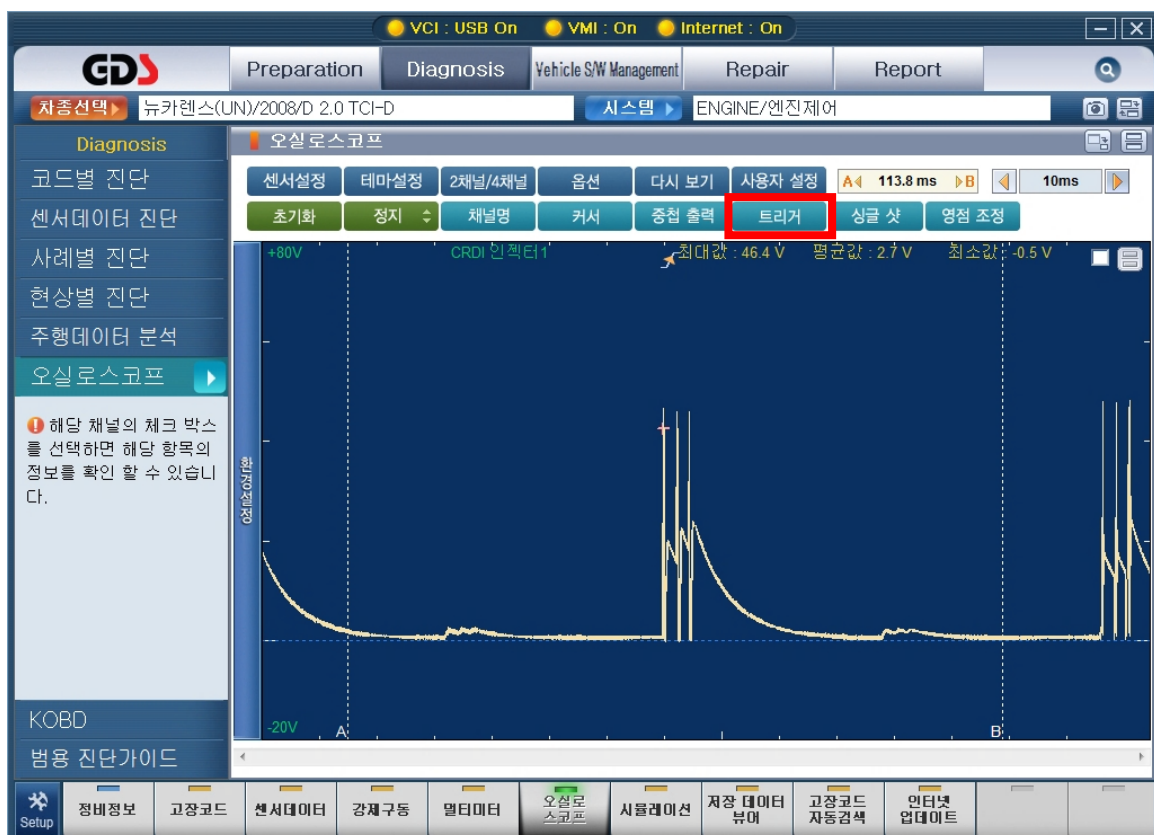 VCI : USB On VMI : On Internet : On
GDS Preparation Diagnosis Vehicle S/W Management Repair Report
차종선택 뉴카렌스(UN)/2008/D 2.0 TCI-D 시스템 ENGINE/엔진제어
Diagnosis
코드별 진단
센서데이터 진단
사례별 진단
현상별 진단
주행데이터 분석
오실로스코프
해당 채널의 체크 박스
를 선택하면 해당 항목의
정보를 확인 할 수 있습니
다.
KOBD
범용 진단가이드
오실로스코프
센서설정 테마설정 2채널/4채널 옵션 다시 보기 사용자 설정 A 113.8 ms B 10ms
초기화 정지 채널명 커서 중첩 출력 트리거 싱글 샷 영점 조정
+80V CRDI 인젝터1 최대값 : 46.4 V 평균값 : 2.7 V 최소값 : -0.5 V
환경설정
-20V A B
Setup 정비정보 고장코드 센서데이터 강제구동 멀티미터 오실로 스코프 시뮬레이션 저장 데이터 뷰어 고장코드 자동검색 인터넷 업데이트